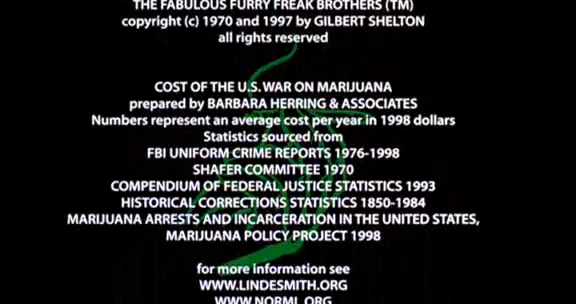 THE FABULOUS FURRY FREAK BROTHERS (TM)
copyright (c) 1970 and 1997 by GILBERT SHELTON
all rights reserved
COST OF THE U.S. WAR ON MARIJUANA
prepared by BARBARA HERRING & ASSOCIATES
Numbers represent an average cost per year in 1998 dollars
Statistics sourced from
FBI UNIFORM CRIME REPORTS 1976-1998
SHAFER COMMITTEE 1970
COMPENDIUM OF FEDERAL JUSTICE STATISTICS 1993
HISTORICAL CORRECTIONS STATISTICS 1850-1984
MARIJUANA ARRESTS AND INCARCERATION IN THE UNITED STATES,
MARIJUANA POLICY PROJECT 1998
for more information see
WWW.LINDESMITH.ORG
WWW.NORML.ORG